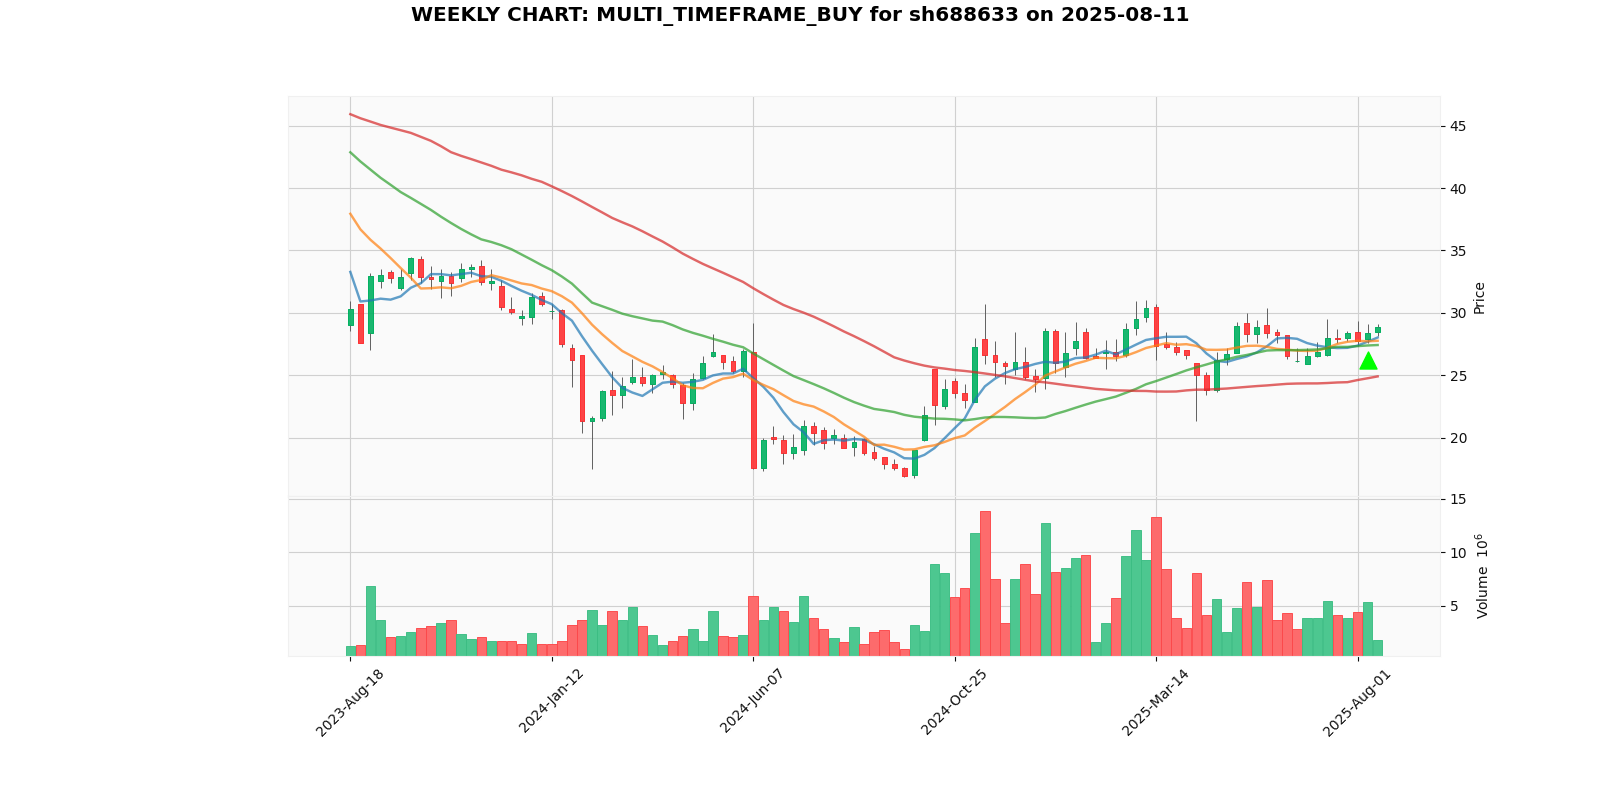 WEEKLY CHART: MULTI_TIMEFRAME_BUY for sh688633 on 2025-08-11
45
40
35
30
25
20
15
Price
10
5
Volume 10^6
2023-Aug-18
2024-Jan-12
2024-Jun-07
2024-Oct-25
2025-Mar-14
2025-Aug-01